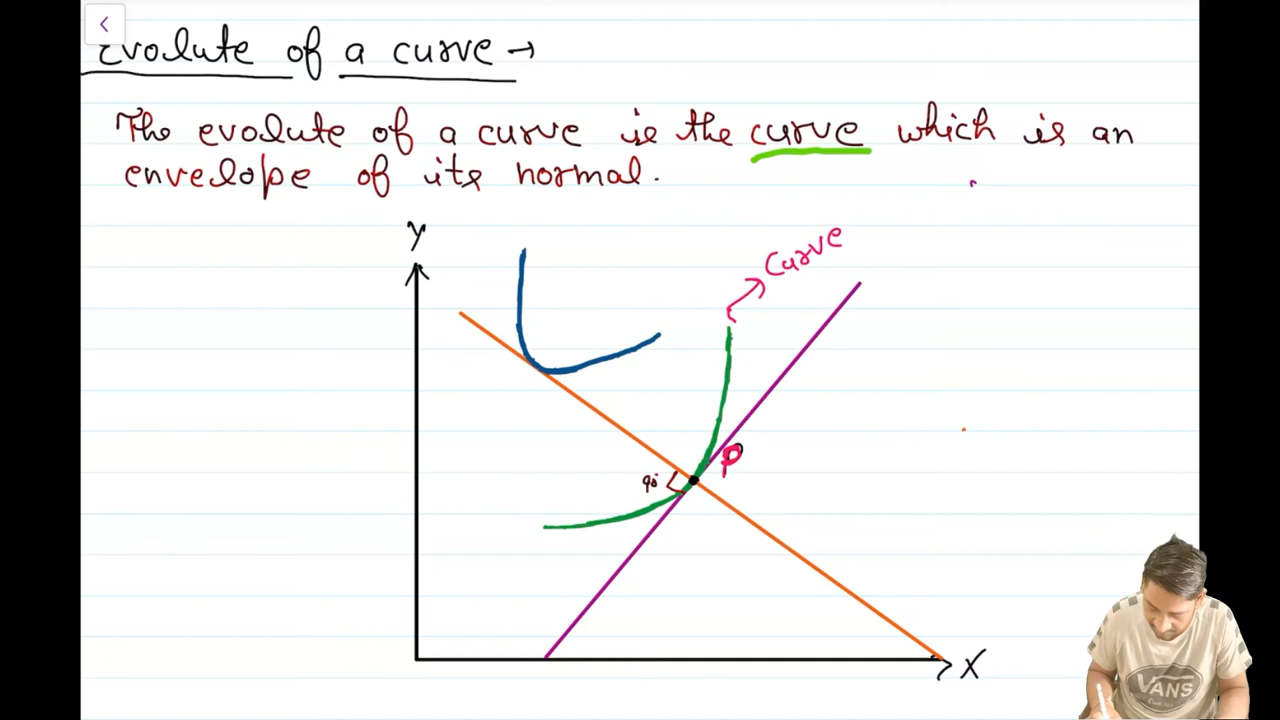 Evolute of a curve →
The evolute of a curve is the curve which is an
envelope of its normal.
Y
Curve
P
90°
X
VANS